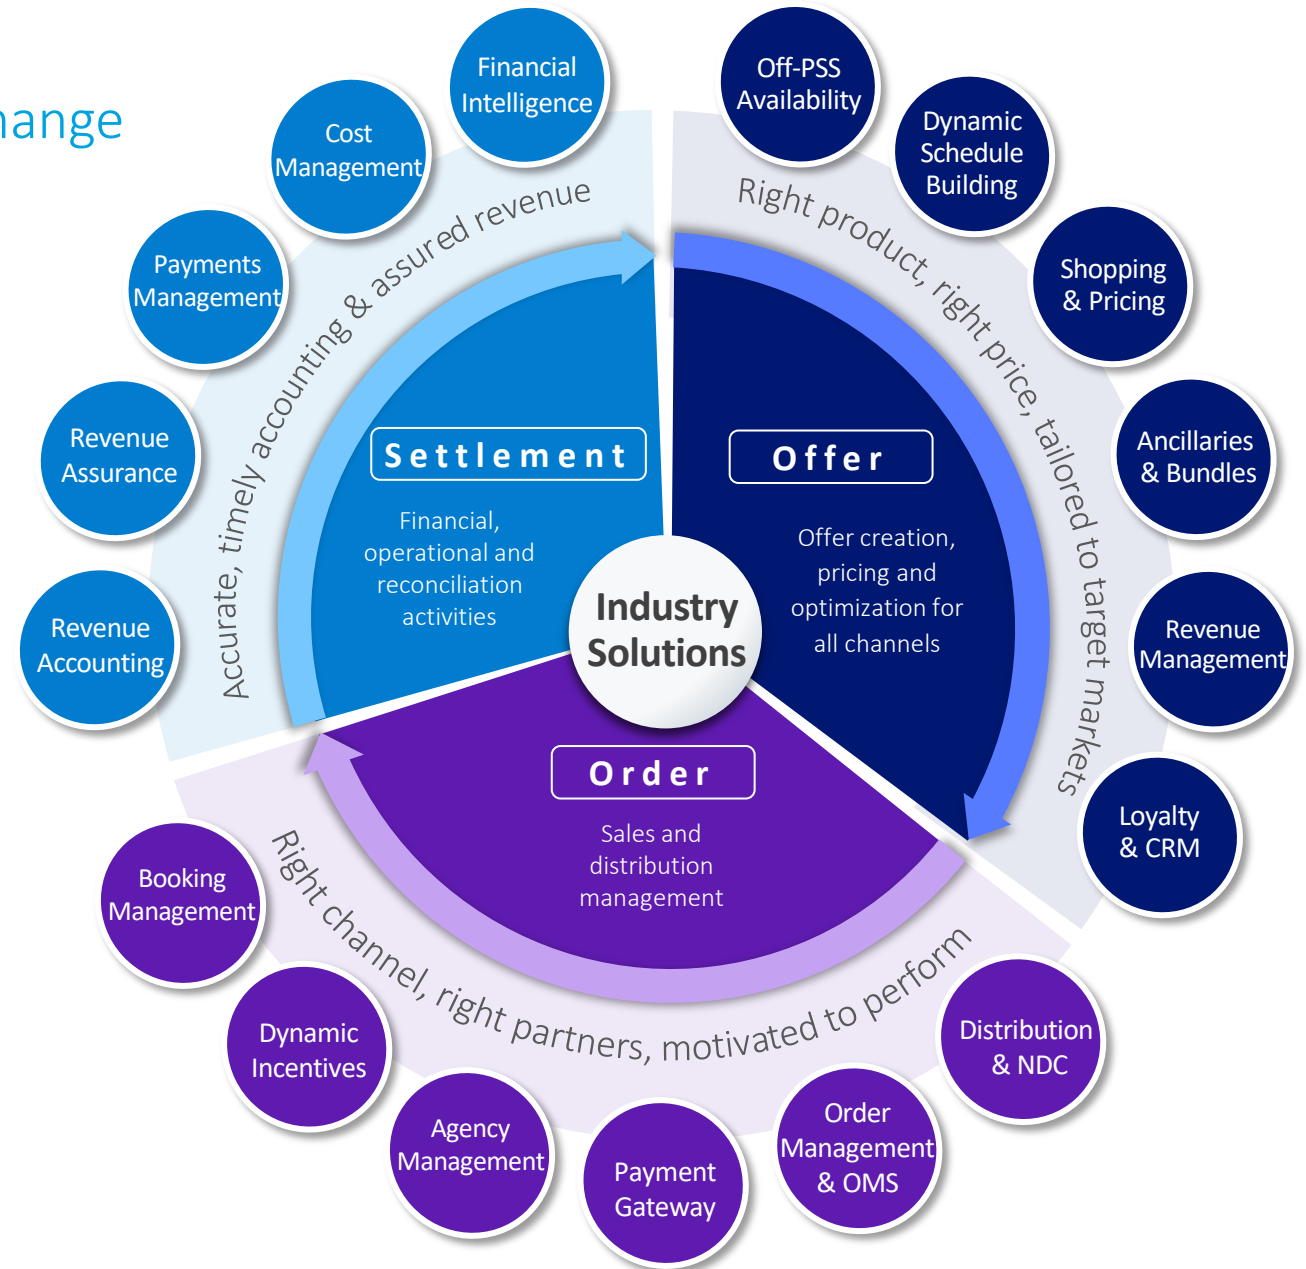 Financial
Intelligence
Off-PSS
Availability
Cost
Management
Dynamic
Schedule
Building
Payments
Management
Shopping
& Pricing
Accurate, timely accounting & assured revenue
Right product, right price, tailored to target markets
Revenue
Assurance
Settlement
Offer
Ancillaries
& Bundles
Financial,
operational and
reconciliation
activities
Offer creation,
pricing and
optimization for
all channels
Industry
Solutions
Revenue
Accounting
Revenue
Management
Order
Sales and
distribution
management
Loyalty
& CRM
Right channel, right partners, motivated to perform
Booking
Management
Dynamic
Incentives
Agency
Management
Payment
Gateway
Order
Management
& OMS
Distribution
& NDC